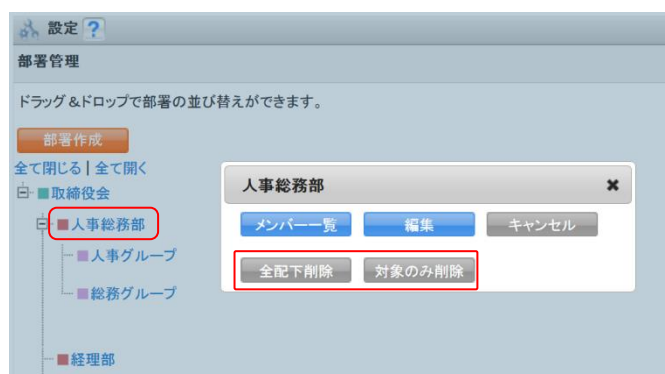 設定 ?
部署管理
ドラッグ&ドロップで部署の並び替えができます。
部署作成
全て閉じる | 全て開く
取締役会
人事総務部
人事グループ
総務グループ
経理部
人事総務部 ✖
メンバー一覧 編集 キャンセル
全配下削除 対象のみ削除